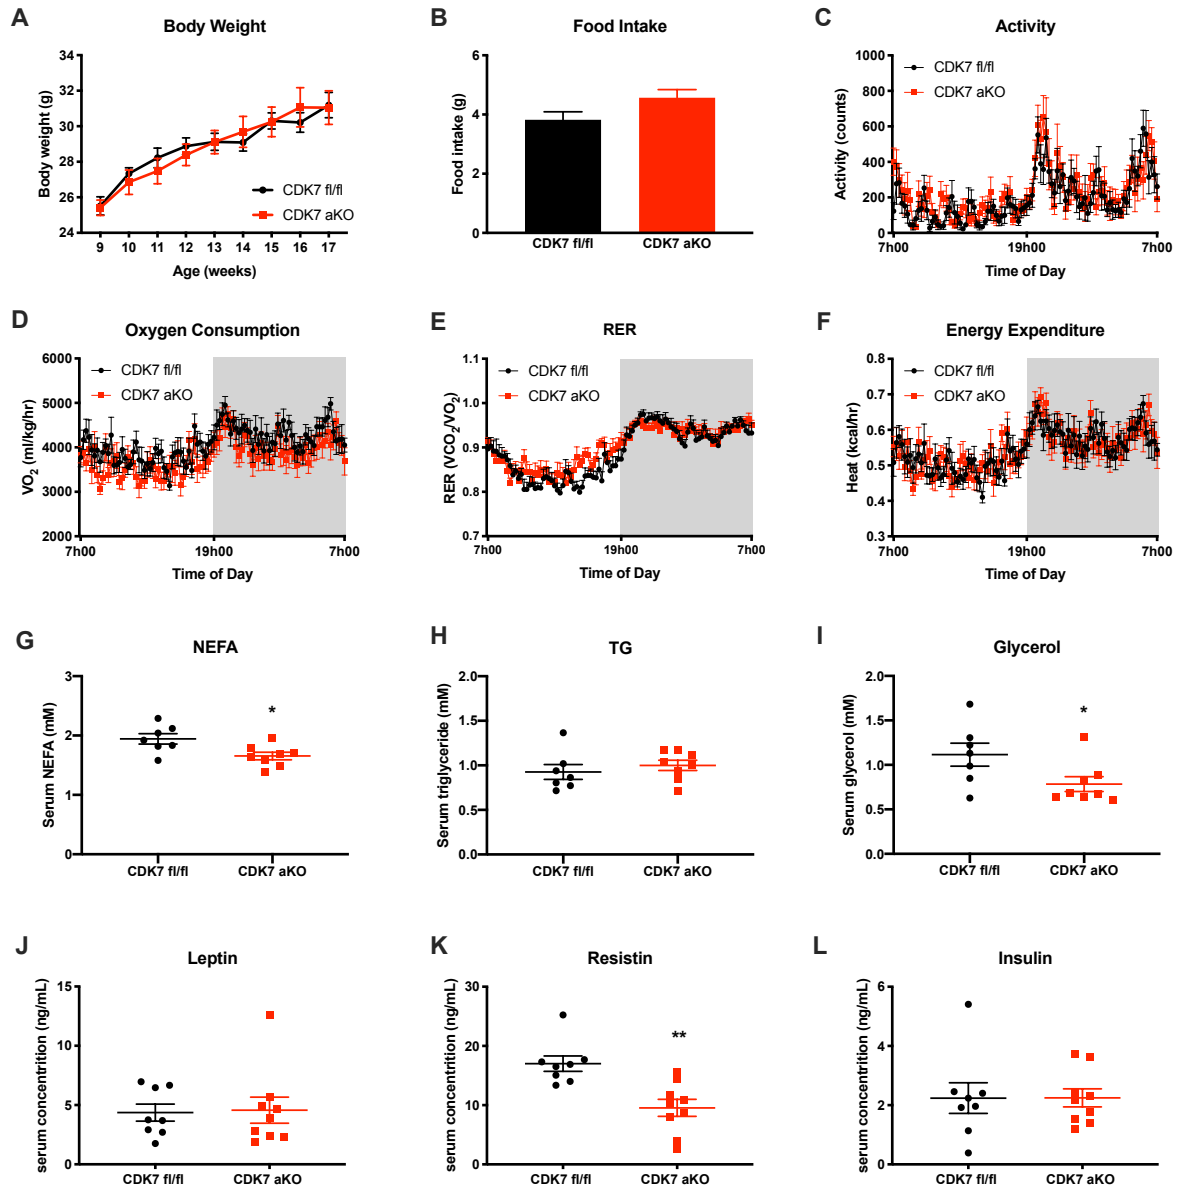 A
Body Weight
Body weight (g)
34
32
30
28
26
24
CDK7 fl/fl
CDK7 aKO
9 10 11 12 13 14 15 16 17
Age (weeks)
B
Food Intake
Food Intake (g)
6
4
2
0
CDK7 fl/fl CDK7 aKO
C
Activity
Activity (counts)
1000
800
600
400
200
0
CDK7 fl/fl
CDK7 aKO
7h00 19h00 7h00
Time of Day
D
Oxygen Consumption
VO2 (ml/kg/hr)
6000
5000
4000
3000
2000
CDK7 fl/fl
CDK7 aKO
7h00 19h00 7h00
Time of Day
E
RER
RER (VCO2/VO2)
1.1
1.0
0.9
0.8
0.7
CDK7 fl/fl
CDK7 aKO
7h00 19h00 7h00
Time of Day
F
Energy Expenditure
Heat (kcal/hr)
0.8
0.7
0.6
0.5
0.4
0.3
CDK7 fl/fl
CDK7 aKO
7h00 19h00 7h00
Time of Day
G
NEFA
Serum NEFA (mM)
3
2
1
0
*
CDK7 fl/fl CDK7 aKO
H
TG
Serum triglyceride (mM)
2.0
1.5
1.0
0.5
0.0
CDK7 fl/fl CDK7 aKO
I
Glycerol
Serum glycerol (mM)
2.0
1.5
1.0
0.5
0.0
*
CDK7 fl/fl CDK7 aKO
J
Leptin
serum concentrition (ng/mL)
15
10
5
0
CDK7 fl/fl CDK7 aKO
K
Resistin
serum concentrition (ng/mL)
30
20
10
0
**
CDK7 fl/fl CDK7 aKO
L
Insulin
serum concentrition (ng/mL)
6
4
2
0
CDK7 fl/fl CDK7 aKO